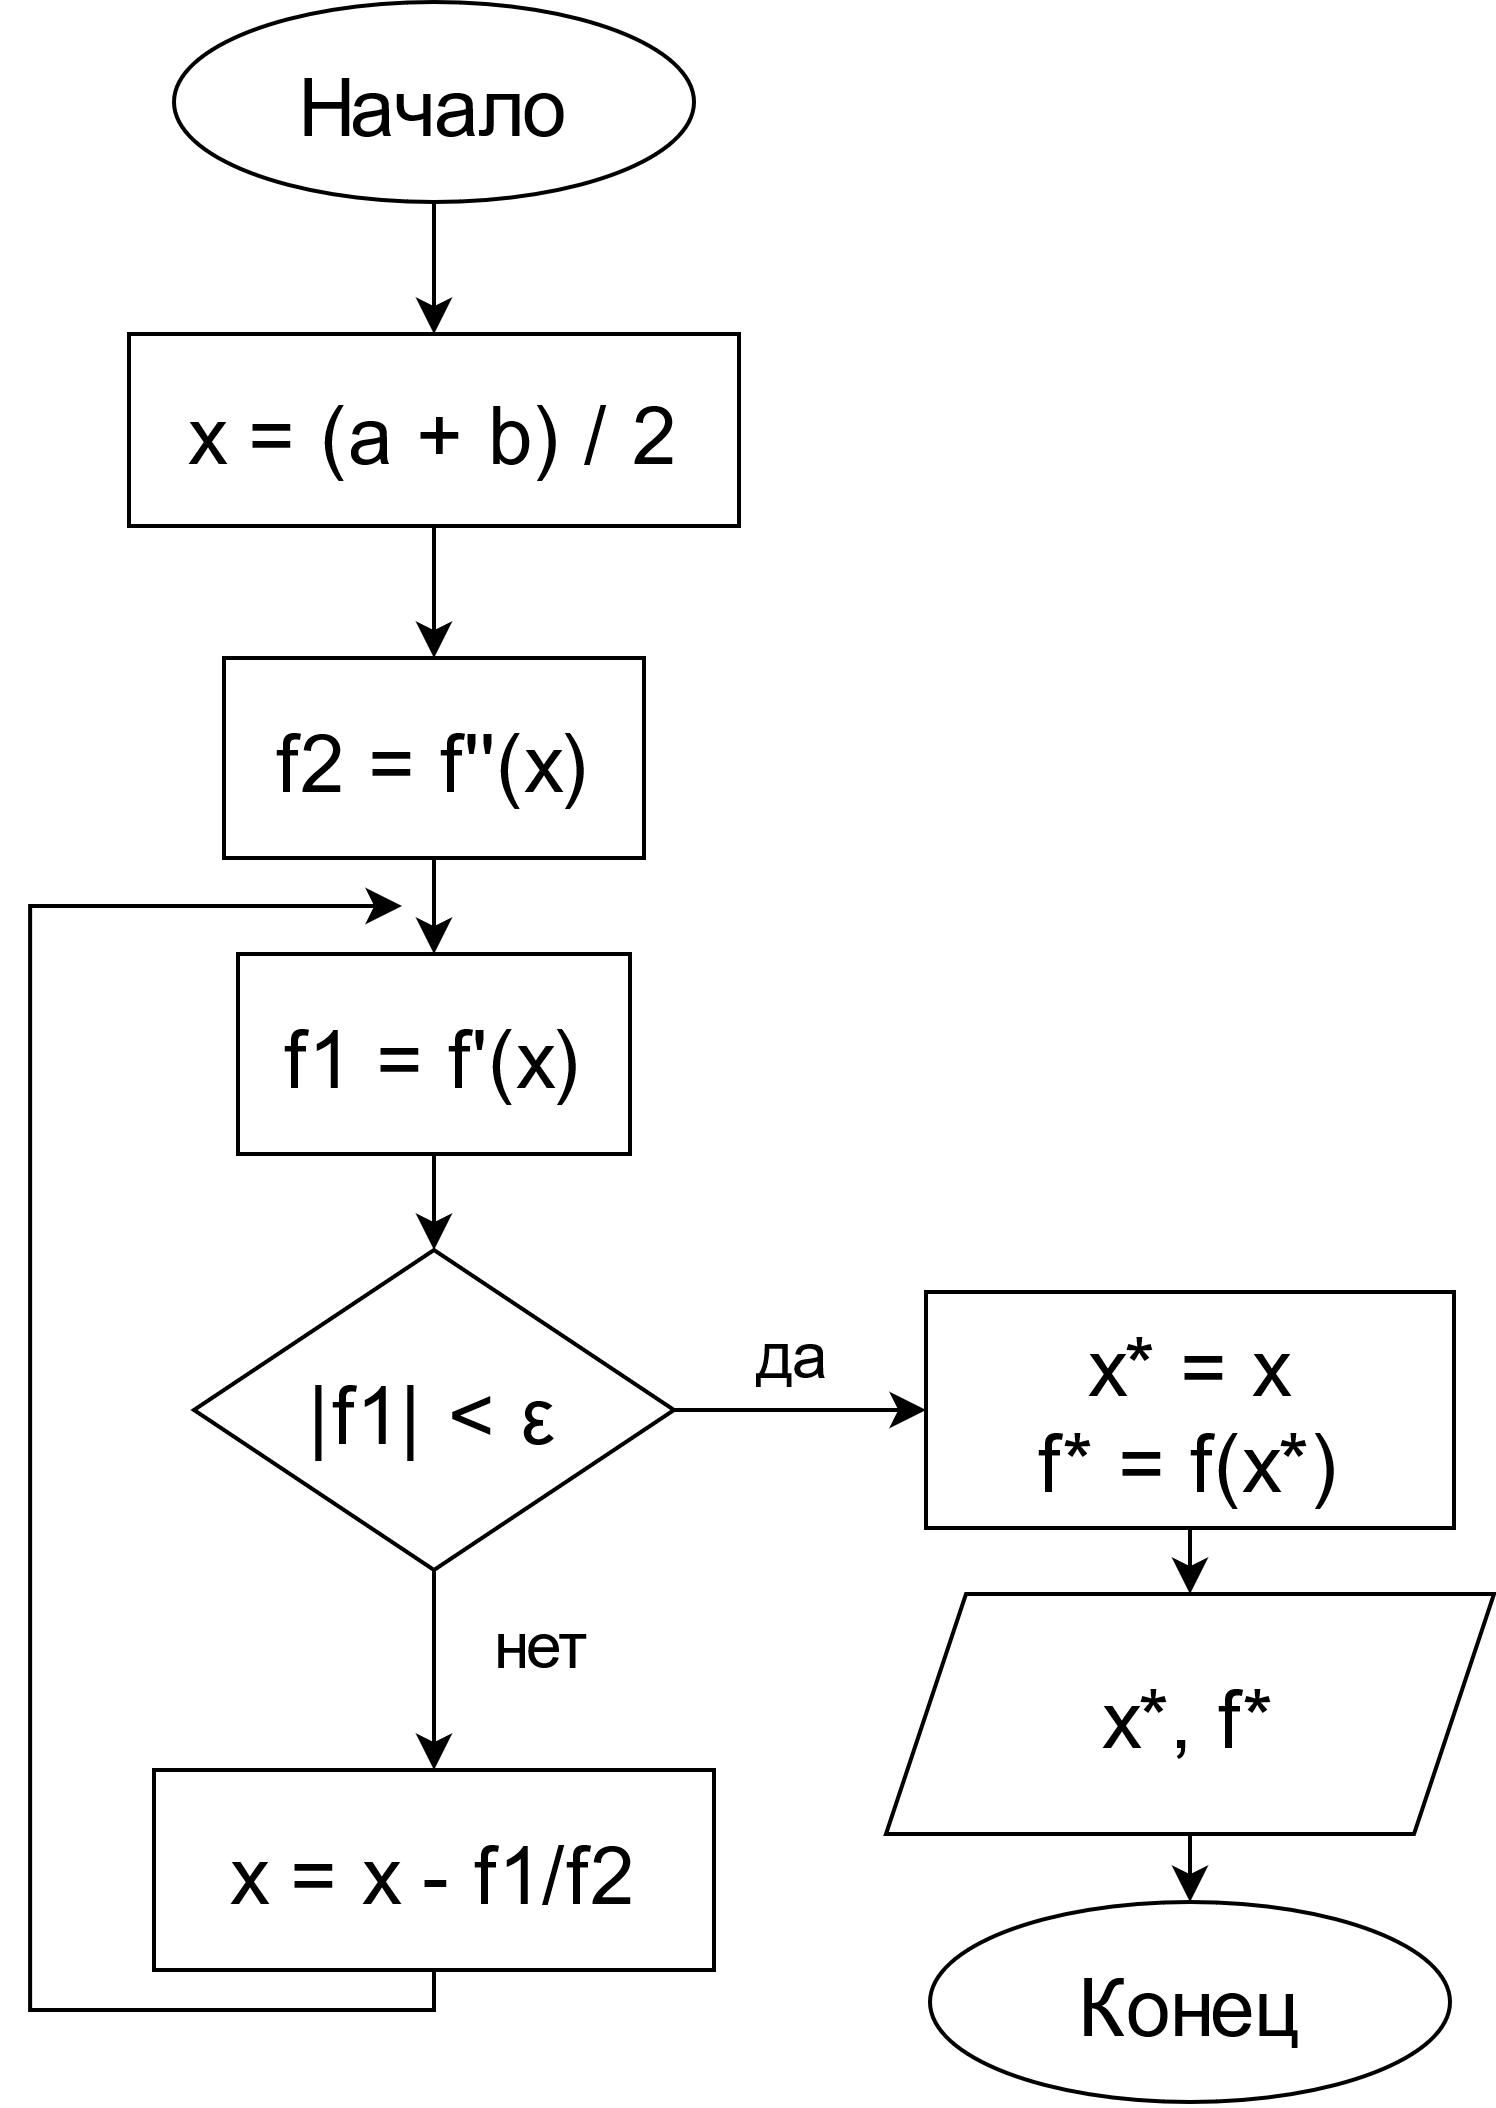 Начало
x = (a + b) / 2
f2 = f''(x)
f1 = f'(x)
|f1| < ε
да
x* = x
f* = f(x*)
нет
x*, f*
x = x - f1/f2
Конец